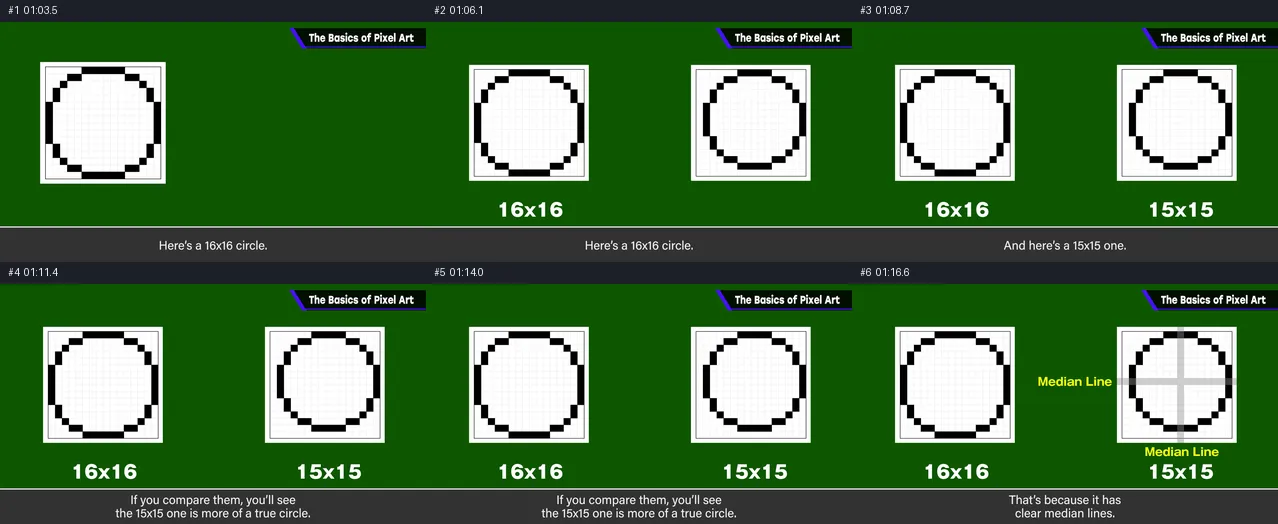 #1 01:03.5
The Basics of Pixel Art
Here's a 16x16 circle.
#2 01:06.1
The Basics of Pixel Art
16x16
Here's a 16x16 circle.
#3 01:08.7
The Basics of Pixel Art
16x16
15x15
And here's a 15x15 one.
#4 01:11.4
The Basics of Pixel Art
16x16
15x15
If you compare them, you'll see
the 15x15 one is more of a true circle.
#5 01:14.0
The Basics of Pixel Art
16x16
15x15
If you compare them, you'll see
the 15x15 one is more of a true circle.
#6 01:16.6
The Basics of Pixel Art
Median Line
Median Line
16x16
15x15
That's because it has
clear median lines.